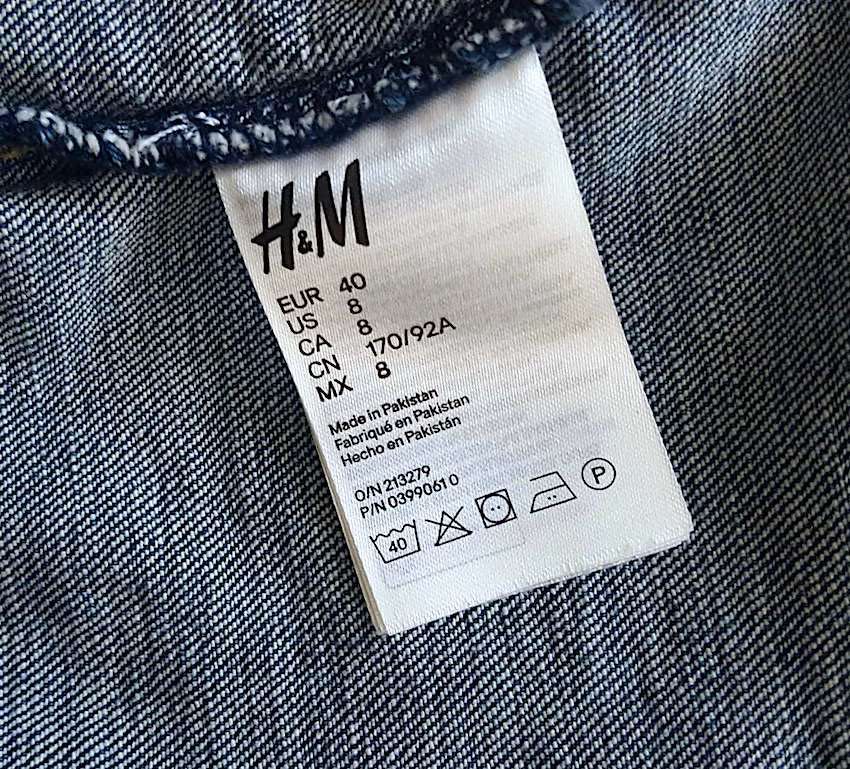 H&M
EUR 40
US 8
CA 8
CN 170/92A
MX 8
Made in Pakistan
Fabriqué en Pakistan
Hecho en Pakistán
O/N 213279
P/N 0399061 0
40
P